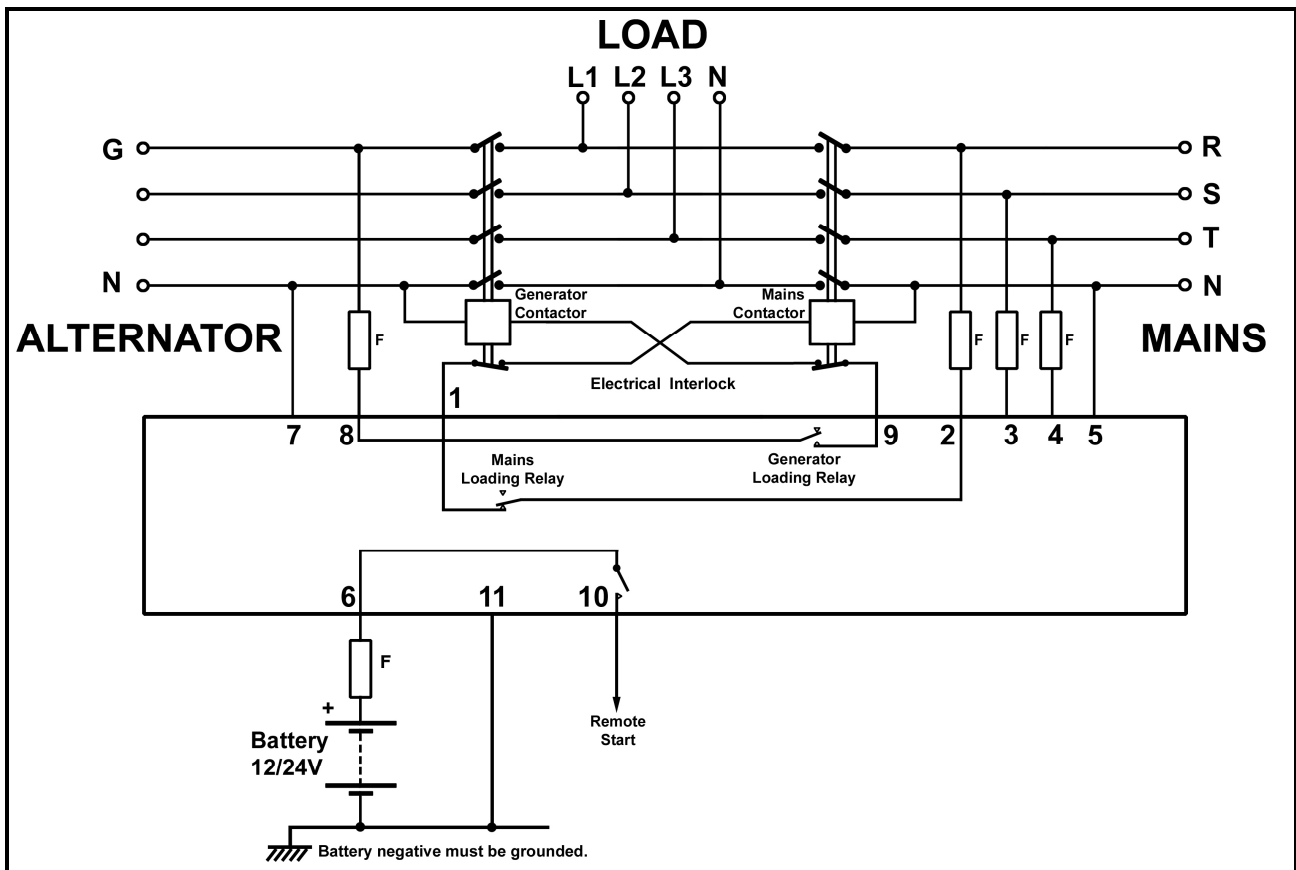 LOAD
L1 L2 L3 N
G
R
S
T
N
N
Generator
Contactor
Mains
Contactor
ALTERNATOR
MAINS
F
F
F
F
Electrical Interlock
1
7
8
9
2
3
4
5
Mains
Loading Relay
Generator
Loading Relay
6
11
10
F
+
Battery
12/24V
Remote
Start
Battery negative must be grounded.